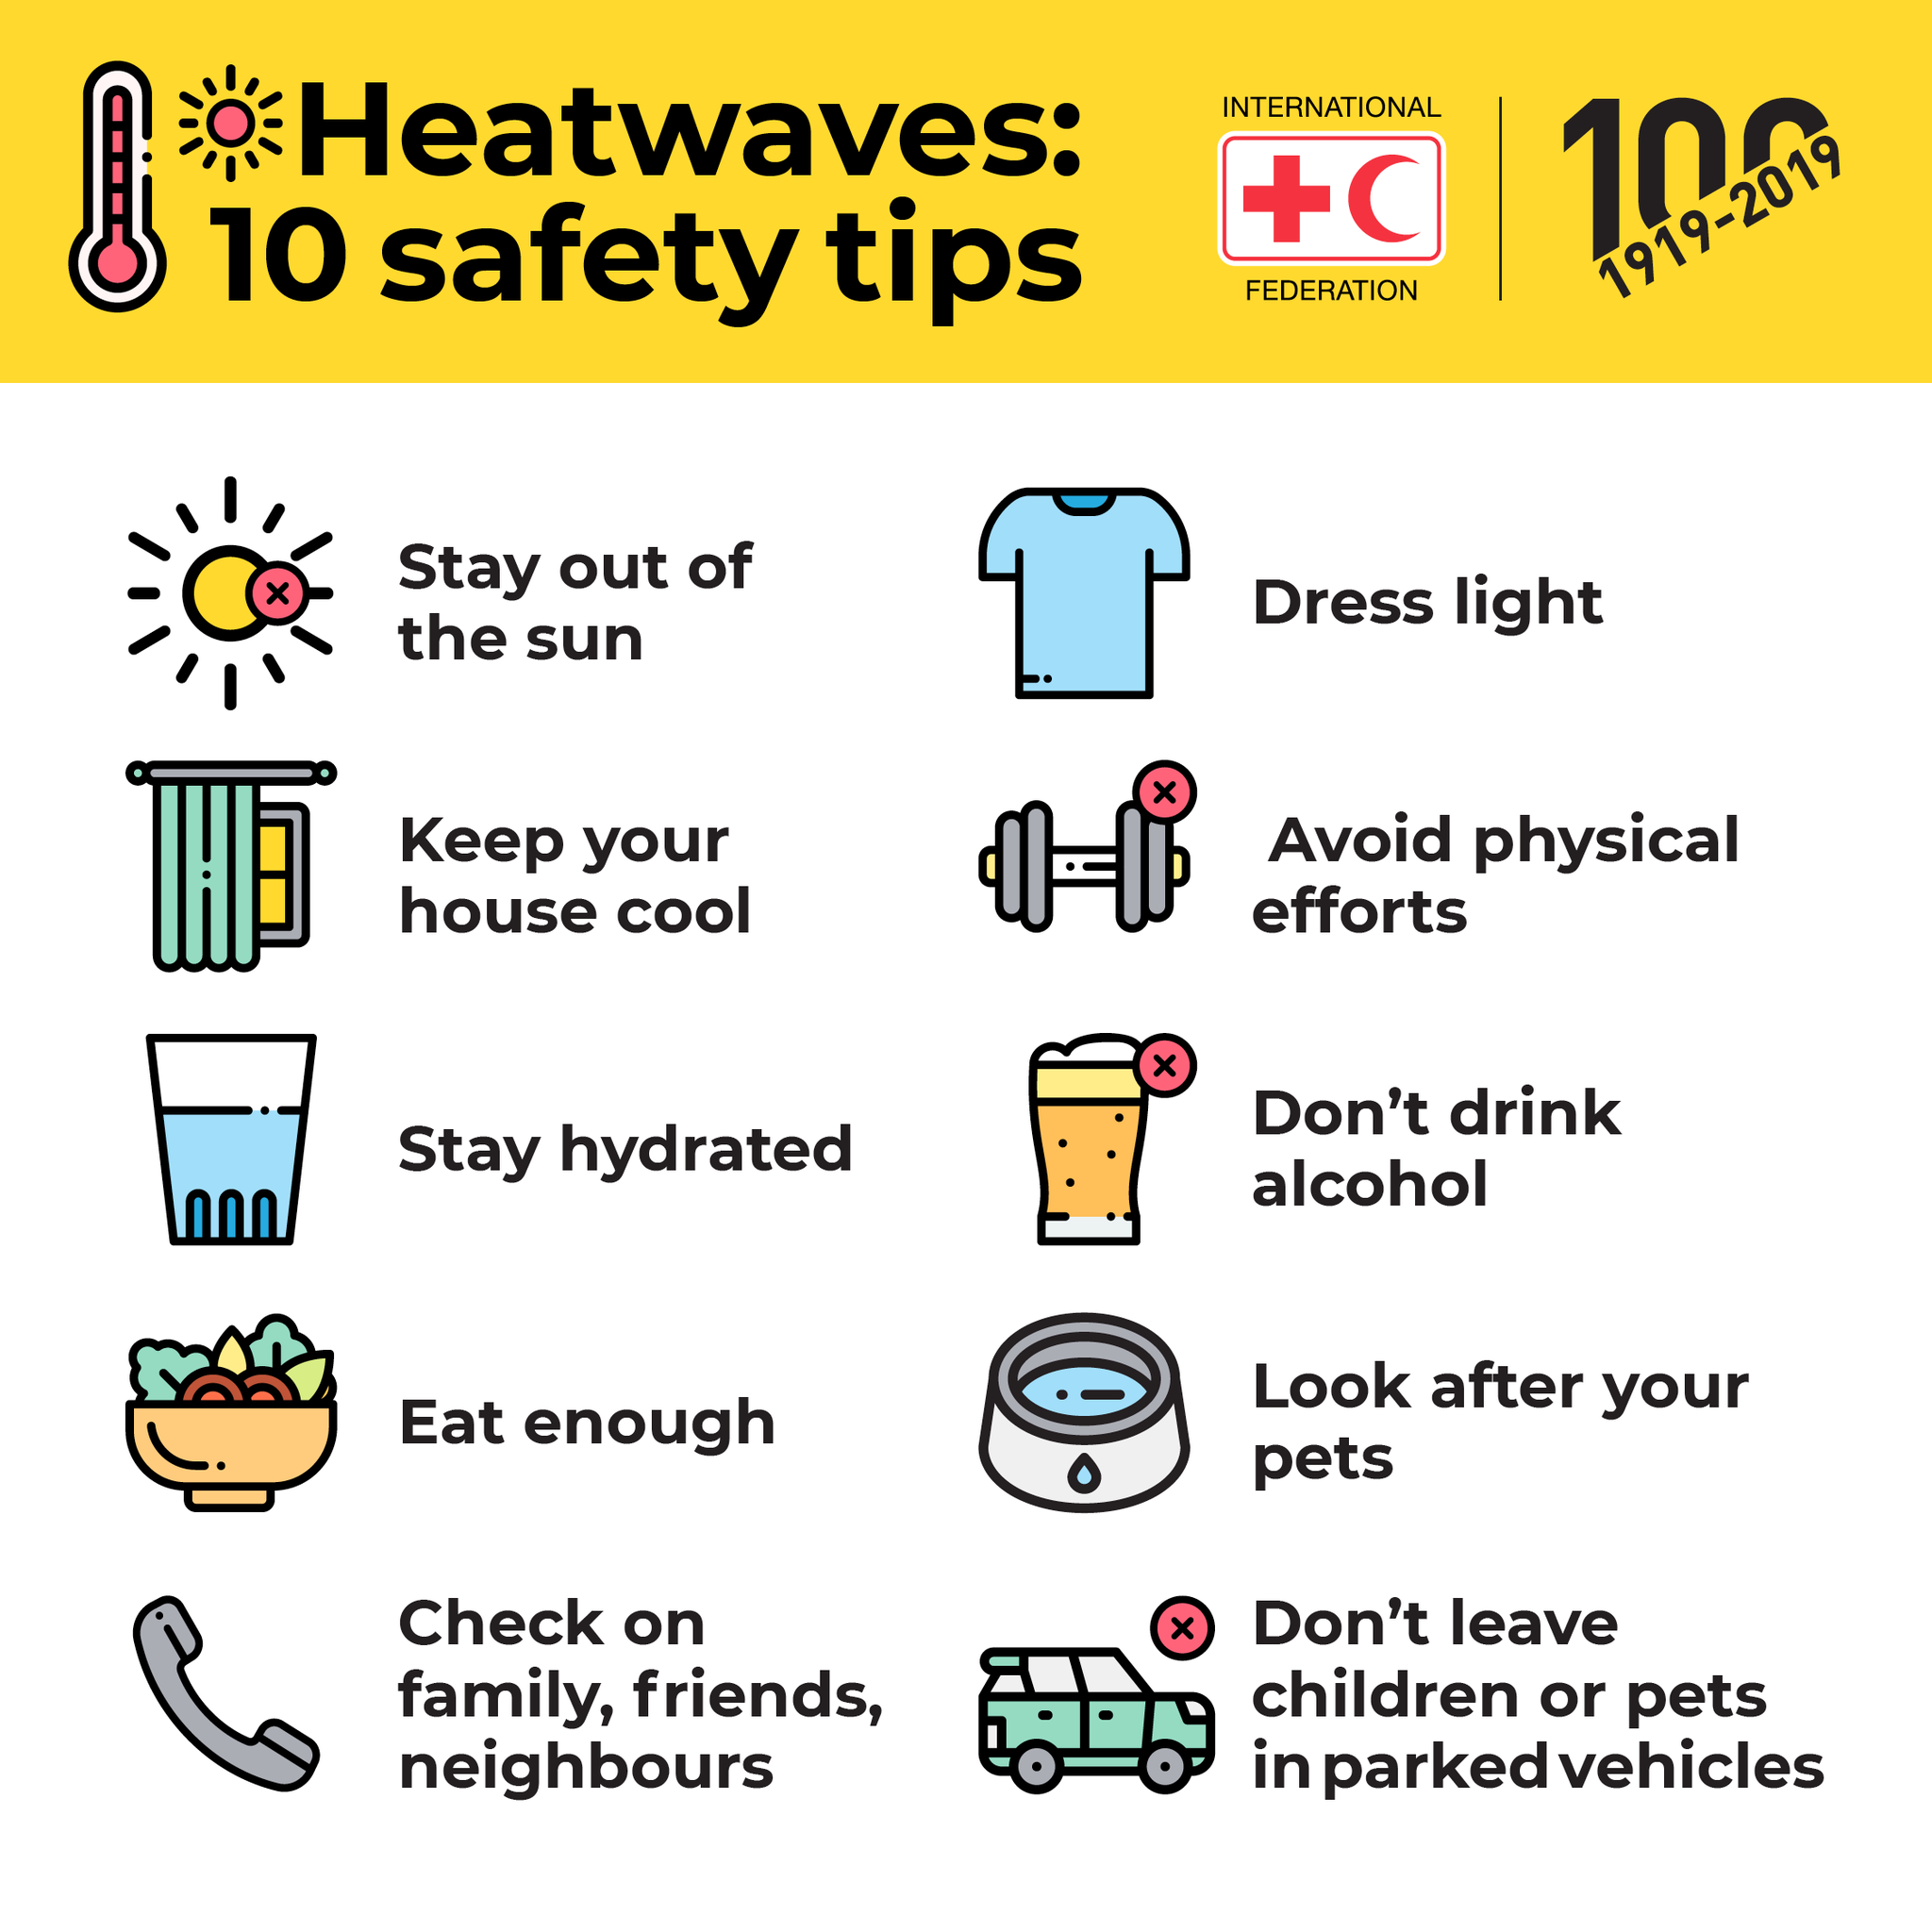 Heatwaves:
10 safety tips
INTERNATIONAL
FEDERATION
100
1919-2019
Stay out of
the sun
Dress light
Keep your
house cool
Avoid physical
efforts
Stay hydrated
Don’t drink
alcohol
Eat enough
Look after your
pets
Check on
family, friends,
neighbours
Don’t leave
children or pets
in parked vehicles